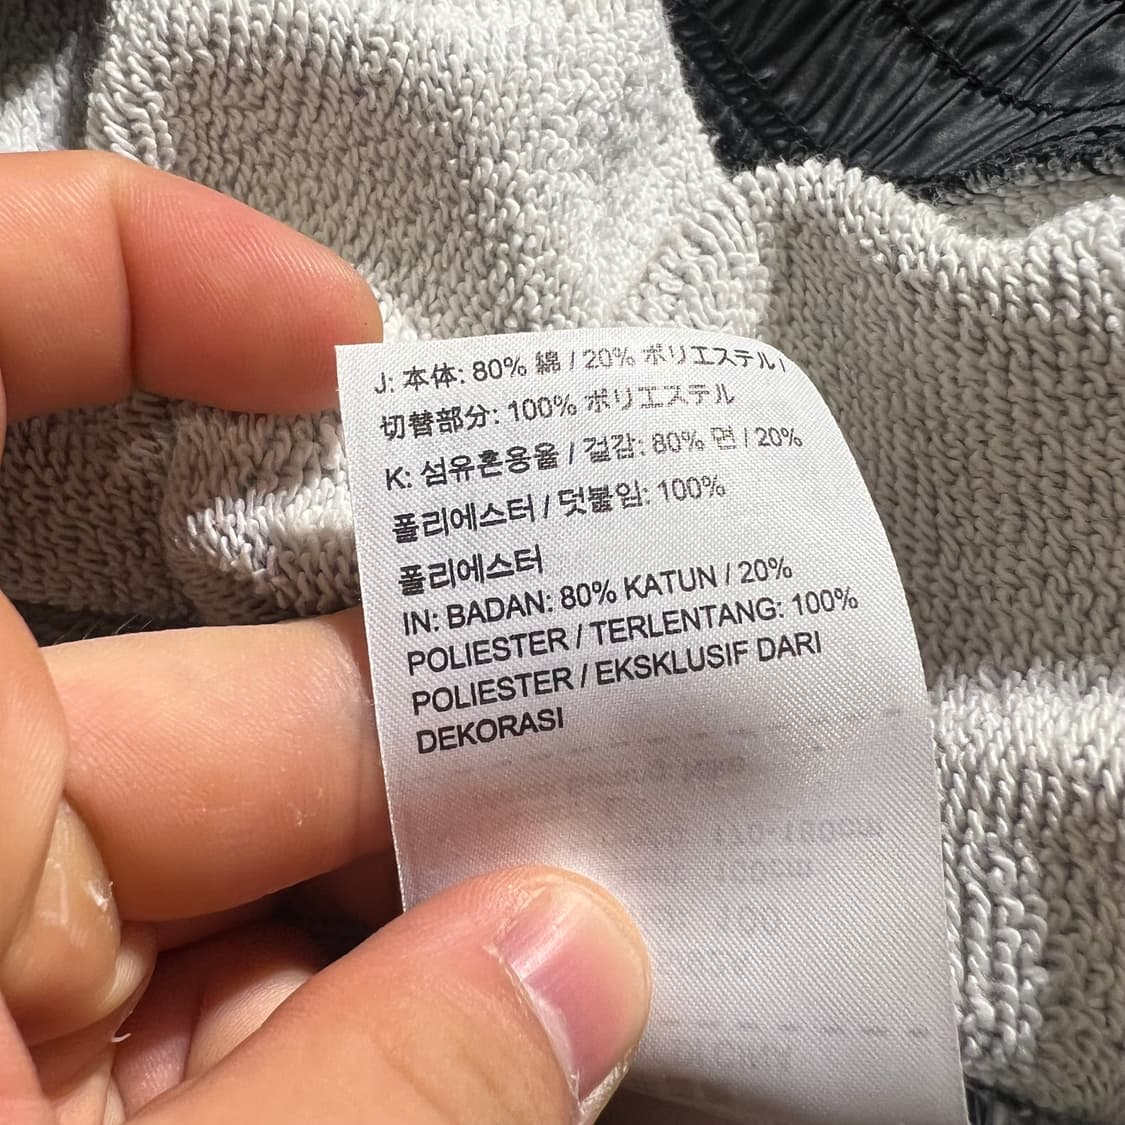 J: 本体: 80% 綿 / 20% ポリエステル /
切替部分: 100% ポリエステル
K: 섬유혼용율 / 겉감: 80% 면 / 20%
폴리에스터 / 덧붙임: 100%
폴리에스터
IN: BADAN: 80% KATUN / 20%
POLIESTER / TERLENTANG: 100%
POLIESTER / EKSKLUSIF DARI
DEKORASI